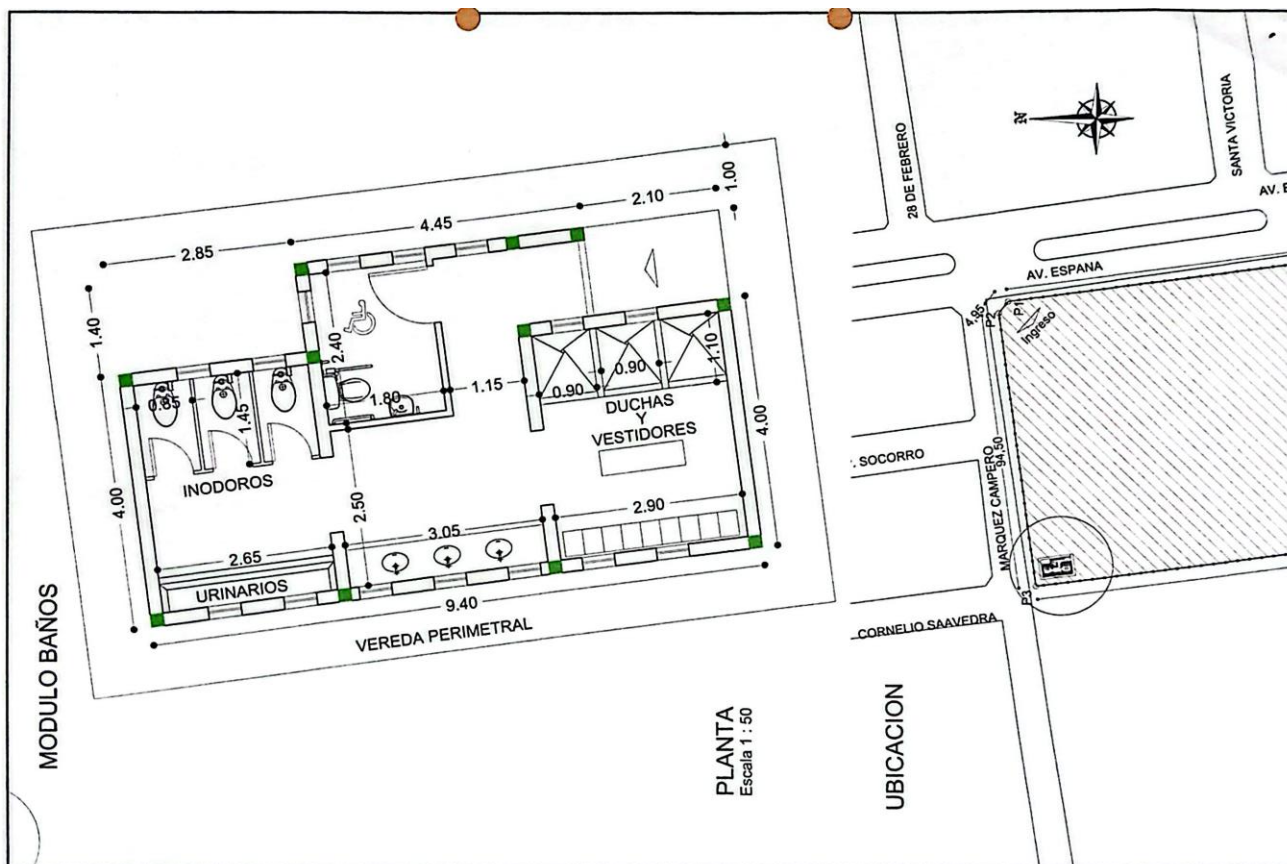 MODULO BAÑOS
2.85
4.45
2.10
1.00
1.40
2.40
0.85
1.45
1.80
1.15
0.90
0.90
1.10
DUCHAS
Y
VESTIDORES
4.00
INODOROS
4.00
2.50
2.65
3.05
2.90
URINARIOS
9.40
VEREDA PERIMETRAL
PLANTA
Escala 1 : 50
UBICACION
N
28 DE FEBRERO
SANTA VICTORIA
AV. E
AV. ESPANA
4,95
P2
P1
Ingreso
. SOCORRO
MARQUEZ CAMPERO
94,50
P3
CORNELIO SAAVEDRA